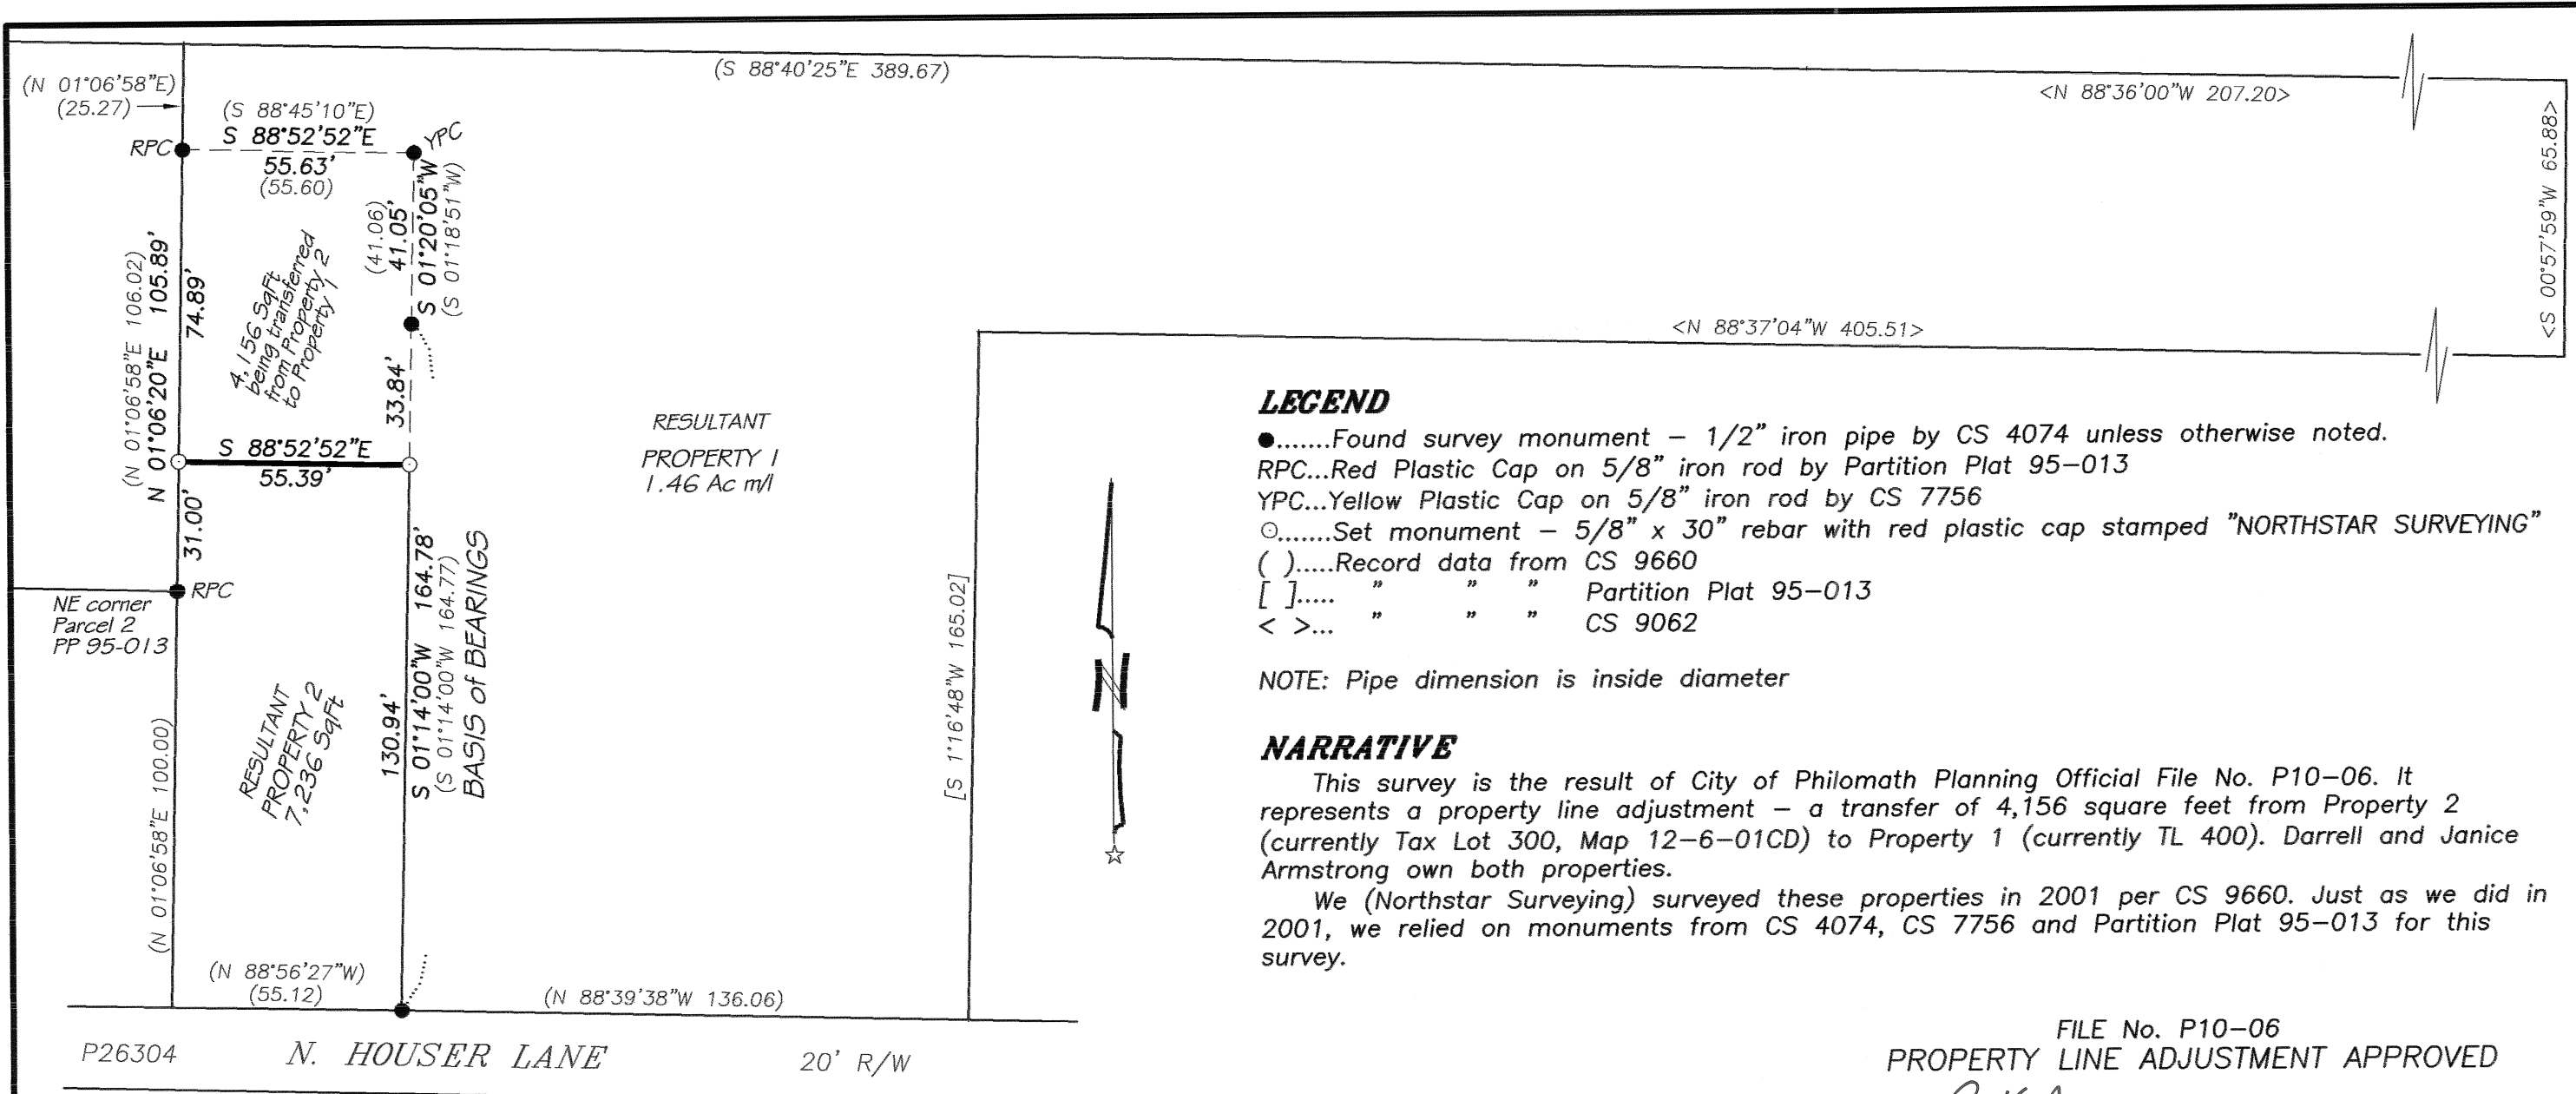 (S 88°40'25"E 389.67)
<N 88°36'00"W 207.20>
<S 00°57'59"W 65.88>
(N 01°06'58"E)
(25.27)
(S 88°45'10"E)
S 88°52'52"E
55.63'
(55.60)
RPC
YPC
(41.06)
41.05'
S 01°20'05"W
(S 01°18'51"W)
(N 01°06'58"E 106.02)
N 01°06'20"E 105.89'
74.89'
4,156 SqFt
being transferred
from Property 2
to Property 1
33.84'
<N 88°37'04"W 405.51>
S 88°52'52"E
55.39'
RESULTANT
PROPERTY 1
1.46 Ac m/l
31.00'
RPC
NE corner
Parcel 2
PP 95-013
RESULTANT
PROPERTY 2
7,236 SqFt
130.94'
S 01°14'00"W 164.78'
(S 01°14'00"W 164.77)
BASIS of BEARINGS
[S 1°16'48"W 165.02]
(N 01°06'58"E 100.00)
(N 88°56'27"W)
(55.12)
(N 88°39'38"W 136.06)
P26304
N. HOUSER LANE
20' R/W
N
LEGEND
●.......Found survey monument – 1/2" iron pipe by CS 4074 unless otherwise noted.
RPC...Red Plastic Cap on 5/8" iron rod by Partition Plat 95–013
YPC...Yellow Plastic Cap on 5/8" iron rod by CS 7756
⊙.......Set monument – 5/8" x 30" rebar with red plastic cap stamped "NORTHSTAR SURVEYING"
( ).....Record data from CS 9660
[ ]..... " " " Partition Plat 95–013
< >... " " " CS 9062
NOTE: Pipe dimension is inside diameter
NARRATIVE
This survey is the result of City of Philomath Planning Official File No. P10–06. It
represents a property line adjustment – a transfer of 4,156 square feet from Property 2
(currently Tax Lot 300, Map 12–6–01CD) to Property 1 (currently TL 400). Darrell and Janice
Armstrong own both properties.
We (Northstar Surveying) surveyed these properties in 2001 per CS 9660. Just as we did in
2001, we relied on monuments from CS 4074, CS 7756 and Partition Plat 95–013 for this
survey.
FILE No. P10–06
PROPERTY LINE ADJUSTMENT APPROVED